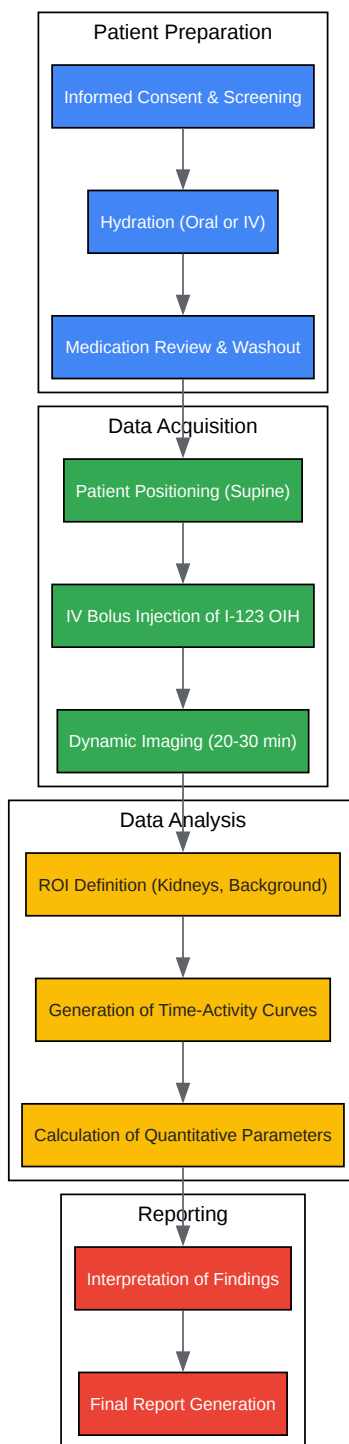 Patient Preparation
Informed Consent & Screening
Hydration (Oral or IV)
Medication Review & Washout
Data Acquisition
Patient Positioning (Supine)
IV Bolus Injection of I-123 OIH
Dynamic Imaging (20-30 min)
Data Analysis
ROI Definition (Kidneys, Background)
Generation of Time-Activity Curves
Calculation of Quantitative Parameters
Reporting
Interpretation of Findings
Final Report Generation